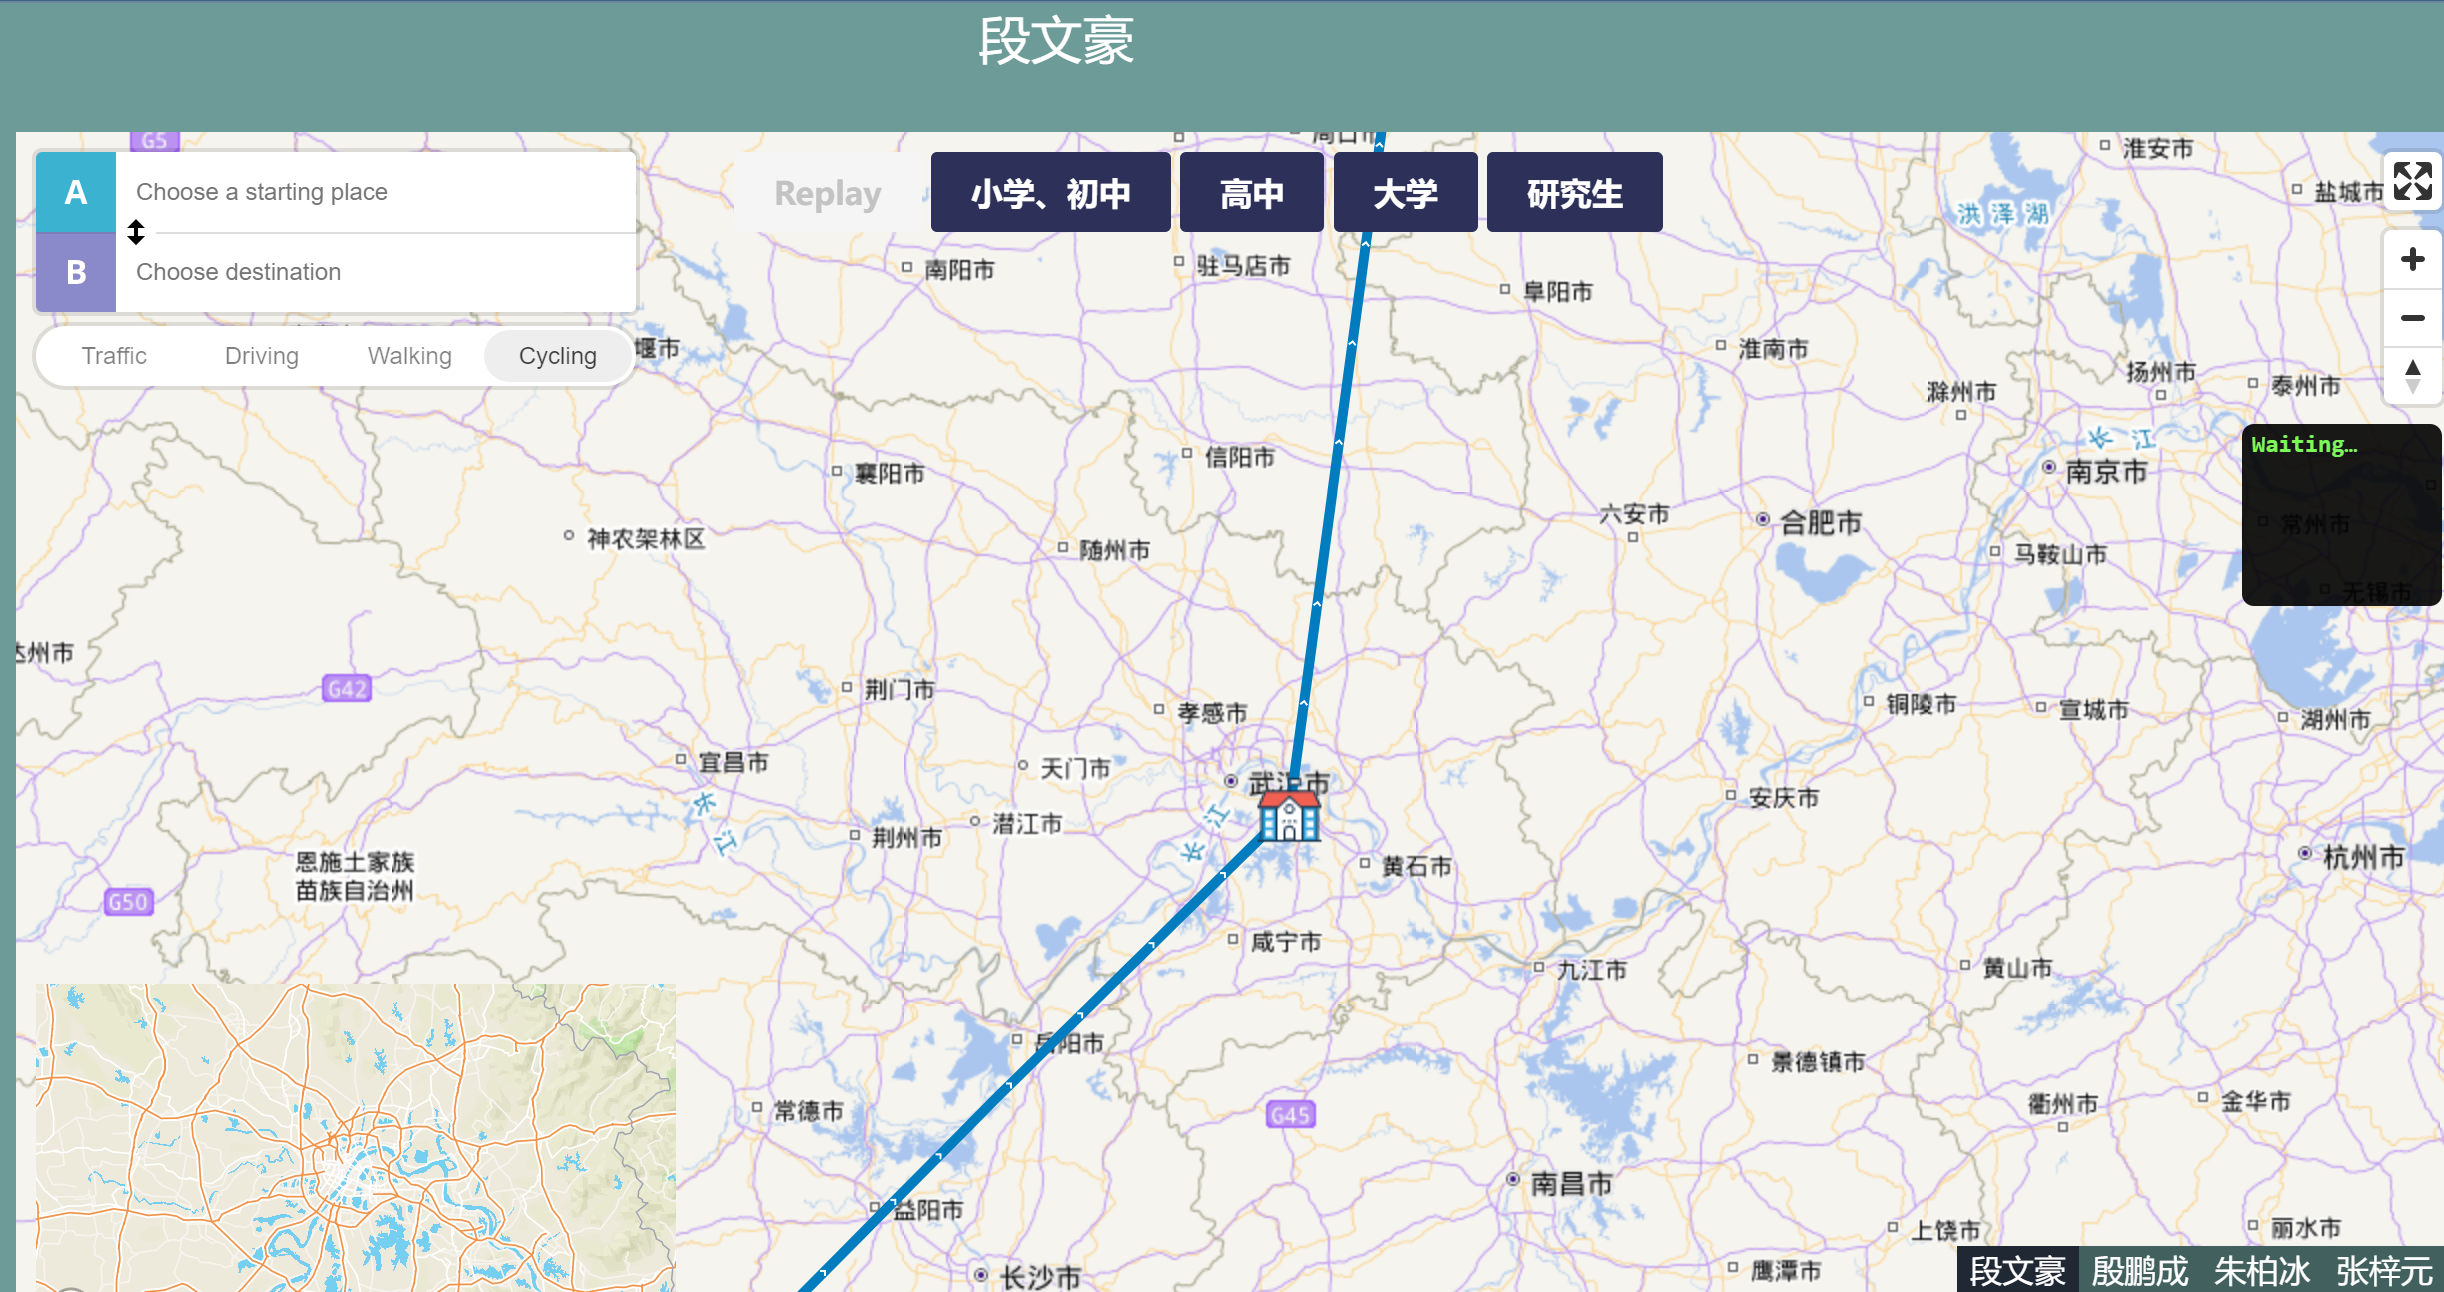 段文豪
G5
周口市
淮安市
A
Choose a starting place
Replay
小学、初中
高中
大学
研究生
盐城市
洪泽湖
B
Choose destination
南阳市
驻马店市
阜阳市
Traffic
Driving
Walking
Cycling
堰市
淮南市
扬州市
滁州市
泰州市
长江
Waiting…
信阳市
襄阳市
南京市
六安市
合肥市
常州市
神农架林区
随州市
马鞍山市
无锡市
达州市
G42
荆门市
孝感市
铜陵市
宣城市
湖州市
宜昌市
天门市
武汉市
安庆市
长江
长江
潜江市
荆州市
恩施土家族
苗族自治州
黄石市
杭州市
G50
咸宁市
九江市
黄山市
岳阳市
景德镇市
常德市
G45
衢州市
金华市
南昌市
益阳市
上饶市
丽水市
长沙市
鹰潭市
段文豪
殷鹏成
朱柏冰
张梓元